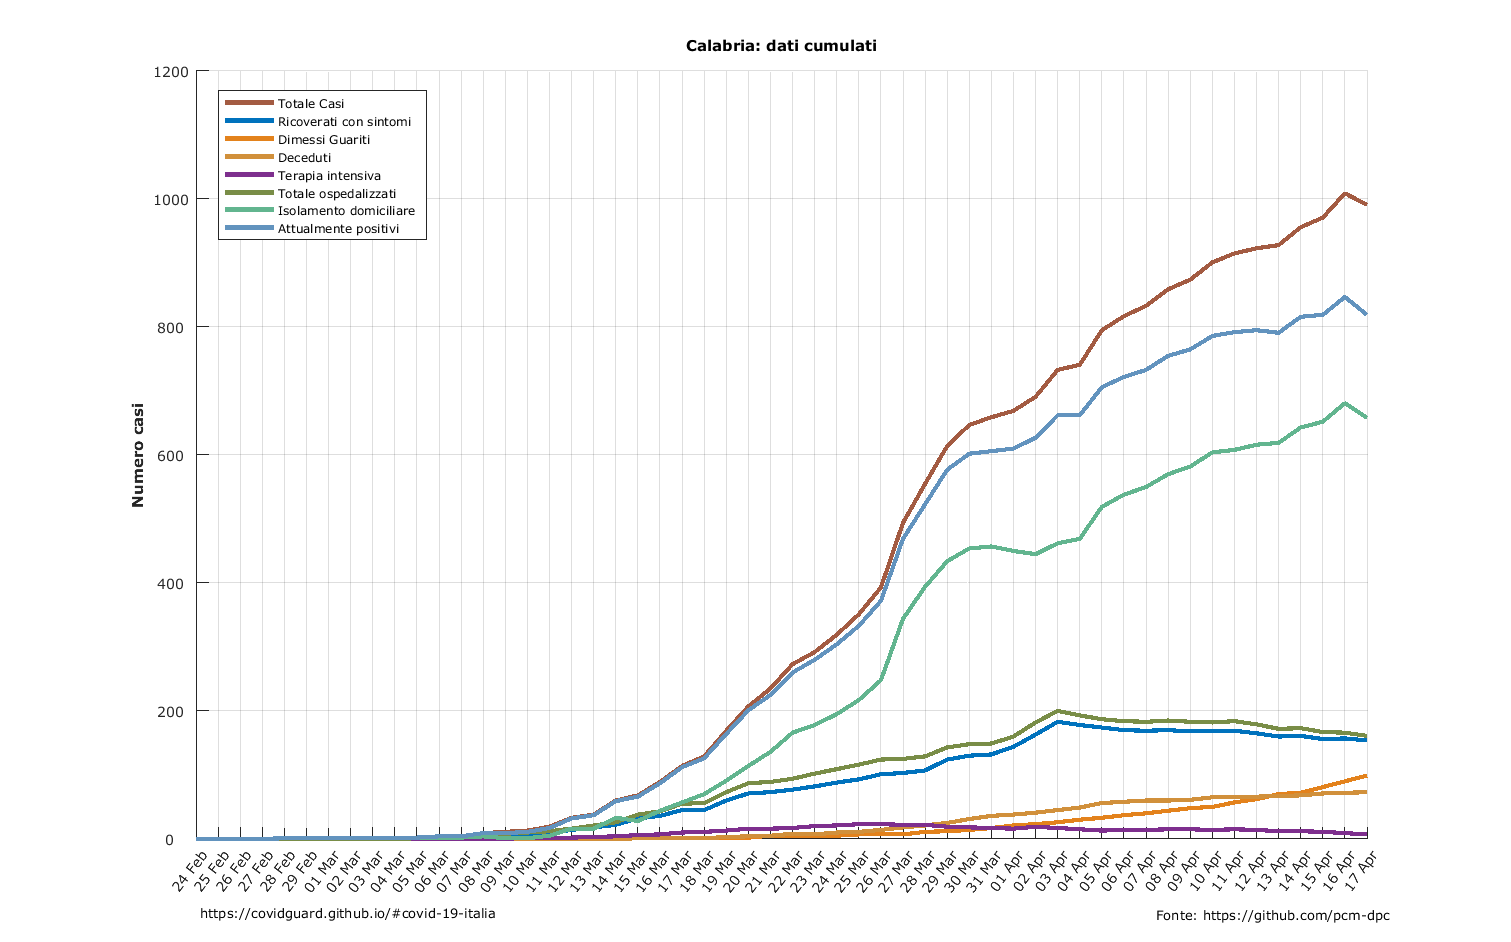 Calabria: dati cumulati
1200
1000
800
600
400
200
0
Numero casi
Totale Casi
Ricoverati con sintomi
Dimessi Guariti
Deceduti
Terapia intensiva
Totale ospedalizzati
Isolamento domiciliare
Attualmente positivi
24 Feb
25 Feb
26 Feb
27 Feb
28 Feb
29 Feb
01 Mar
02 Mar
03 Mar
04 Mar
05 Mar
06 Mar
07 Mar
08 Mar
09 Mar
10 Mar
11 Mar
12 Mar
13 Mar
14 Mar
15 Mar
16 Mar
17 Mar
18 Mar
19 Mar
20 Mar
21 Mar
22 Mar
23 Mar
24 Mar
25 Mar
26 Mar
27 Mar
28 Mar
29 Mar
30 Mar
31 Mar
01 Apr
02 Apr
03 Apr
04 Apr
05 Apr
06 Apr
07 Apr
08 Apr
09 Apr
10 Apr
11 Apr
12 Apr
13 Apr
14 Apr
15 Apr
16 Apr
17 Apr
https://covidguard.github.io/#covid-19-italia
Fonte: https://github.com/pcm-dpc